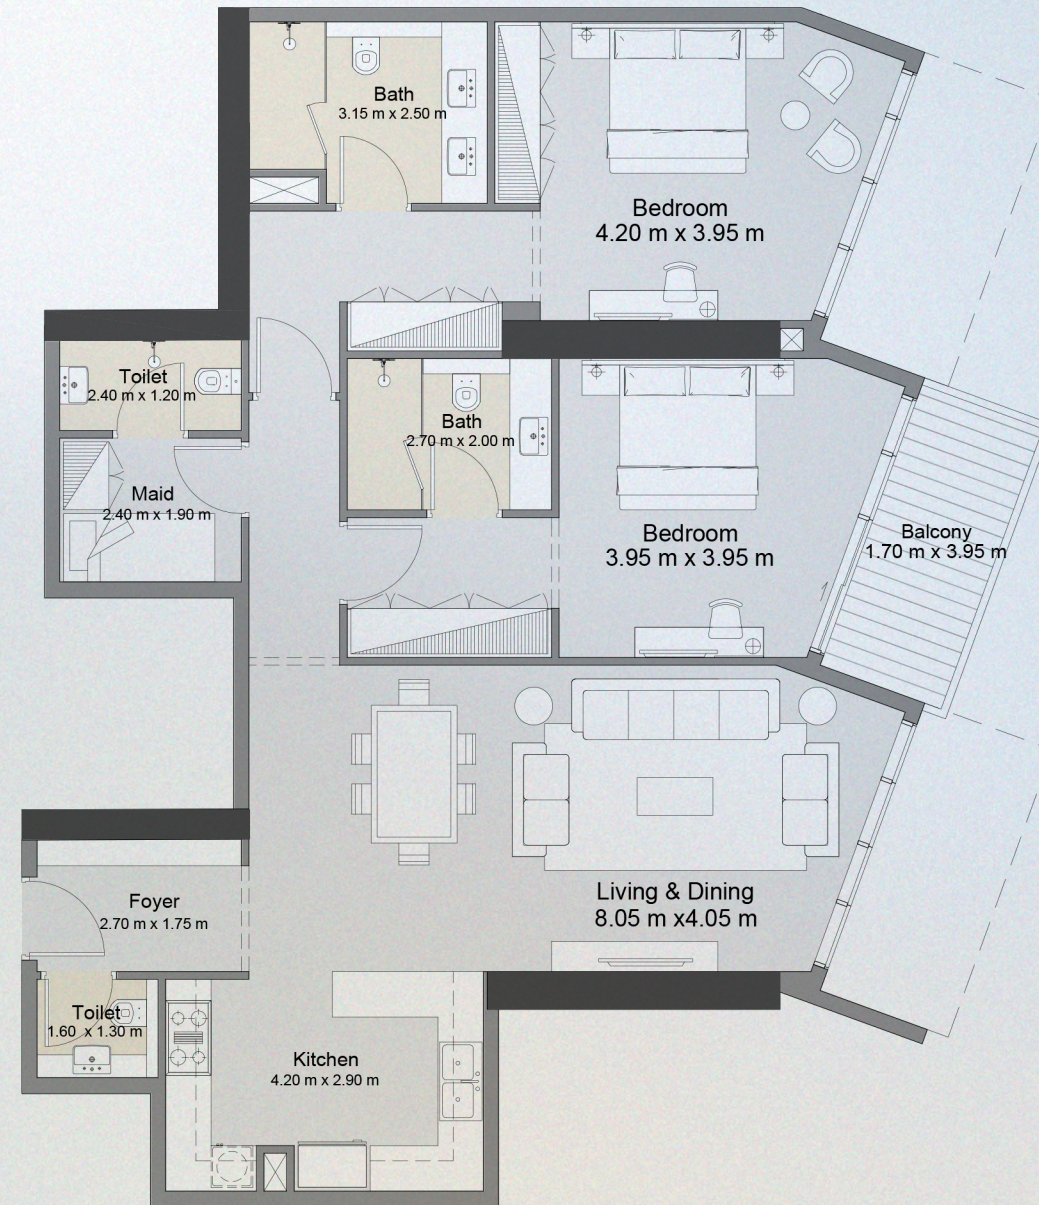 Bath
3.15 m x 2.50 m
Bedroom
4.20 m x 3.95 m
Toilet
2.40 m x 1.20 m
Bath
2.70 m x 2.00 m
Maid
2.40 m x 1.90 m
Bedroom
3.95 m x 3.95 m
Balcony
1.70 m x 3.95 m
Living & Dining
8.05 m x4.05 m
Foyer
2.70 m x 1.75 m
Toilet
1.60 x 1.30 m
Kitchen
4.20 m x 2.90 m